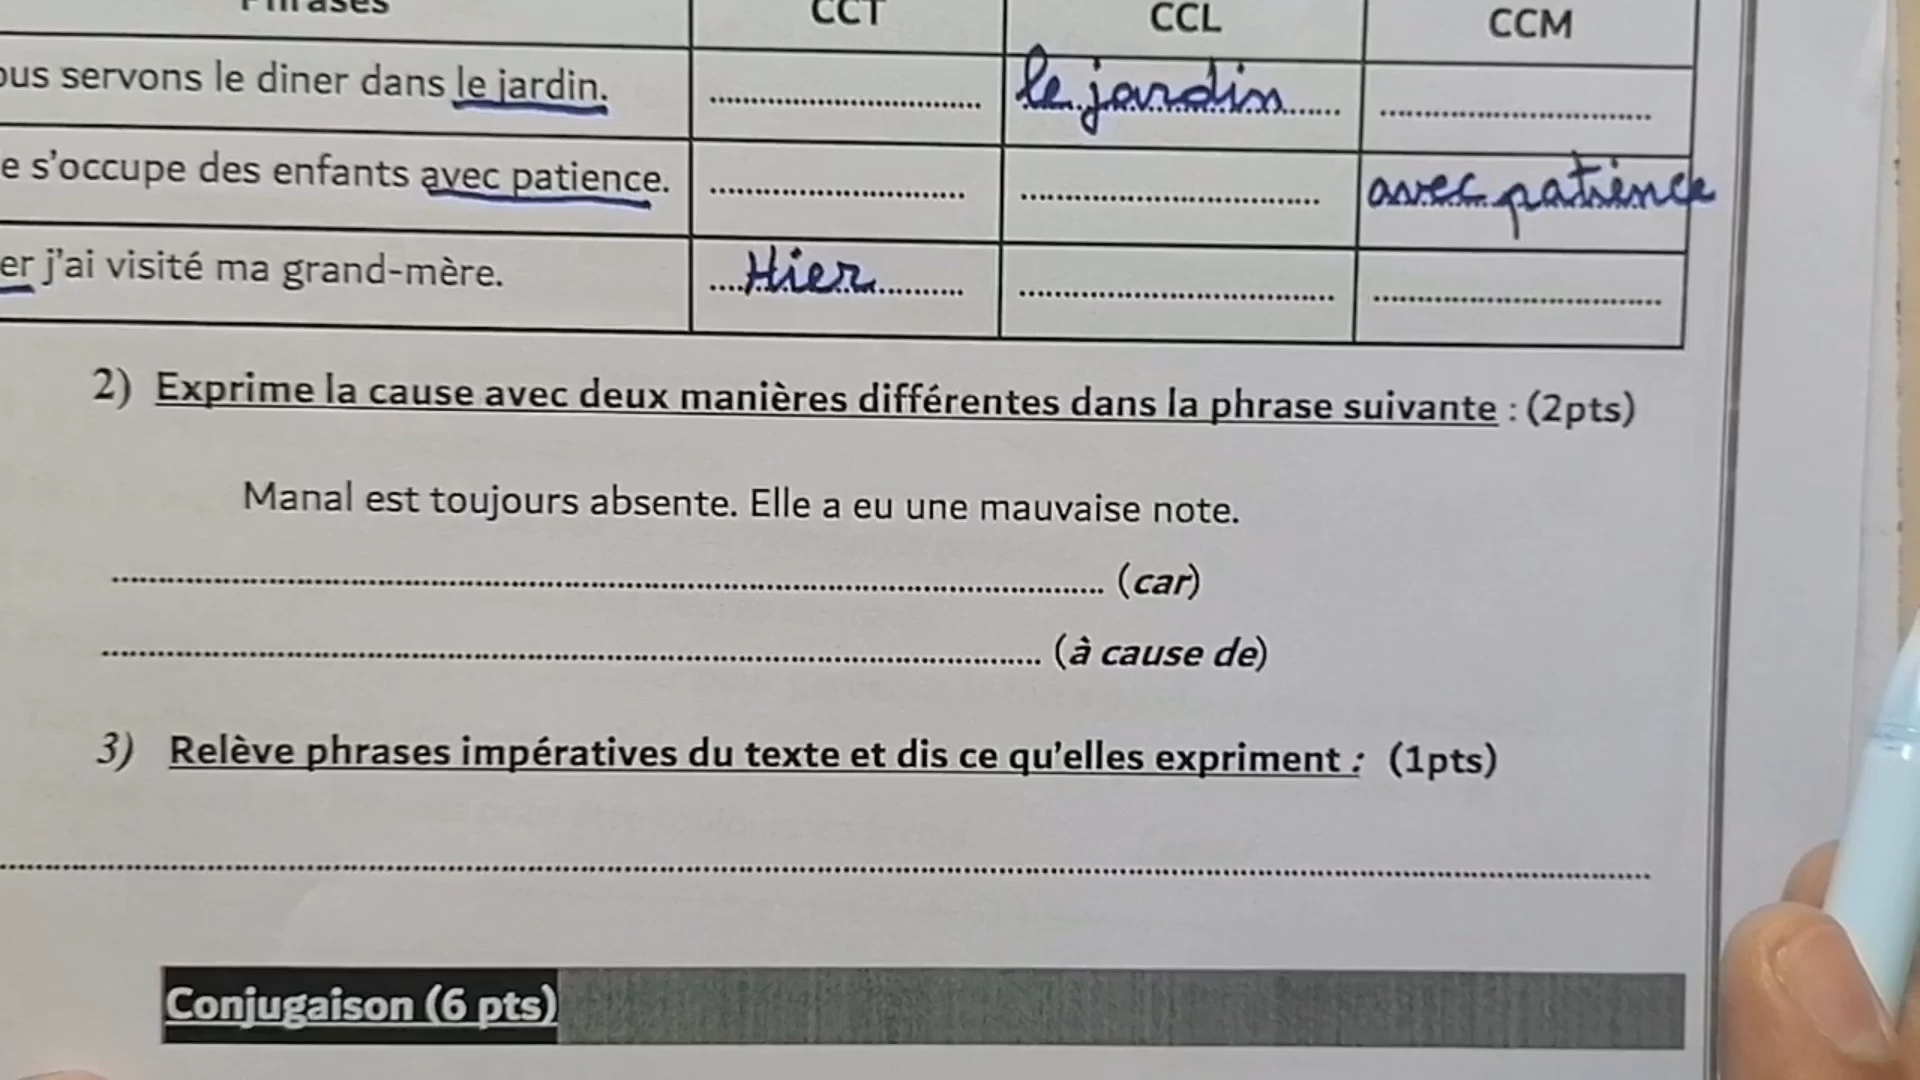 Phrases CCT CCL CCM
servons le diner dans le jardin. le jardin
s'occupe des enfants avec patience. avec patience
j'ai visité ma grand-mère. Hier
2) Exprime la cause avec deux manières différentes dans la phrase suivante : (2pts)
Manal est toujours absente. Elle a eu une mauvaise note.
(car)
(à cause de)
3) Relève phrases impératives du texte et dis ce qu'elles expriment : (1pts)
Conjugaison (6 pts)